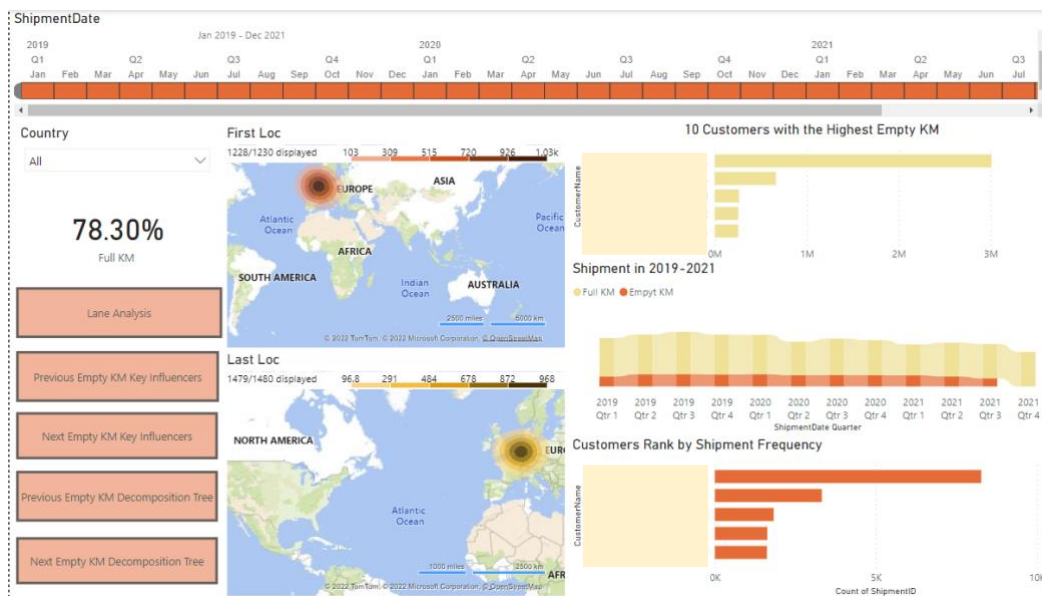 ShipmentDate
Jan 2019 - Dec 2021
2019 2020 2021
Q1 Q2 Q3 Q4 Q1 Q2 Q3 Q4 Q1 Q2 Q3
Jan Feb Mar Apr May Jun Jul Aug Sep Oct Nov Dec Jan Feb Mar Apr May Jun Jul Aug Sep Oct Nov Dec Jan Feb Mar Apr May Jun Jul
Country
All
78.30%
Full KM
Lane Analysis
Previous Empty KM Key Influencers
Next Empty KM Key Influencers
Previous Empty KM Decomposition Tree
Next Empty KM Decomposition Tree
First Loc
1228/1230 displayed 103 309 515 720 926 1,03k
EUROPE ASIA
Atlantic
Ocean
Pacific
Ocean
AFRICA
SOUTH AMERICA
Indian
Ocean
AUSTRALIA
2500 miles 5000 km
© 2022 TomTom, © 2022 Microsoft Corporation, © OpenStreetMap
Last Loc
1479/1480 displayed 96.8 291 484 678 872 968
NORTH AMERICA
EUR
Atlantic
Ocean
AFR
1000 miles 2500 km
© 2022 TomTom, © 2022 Microsoft Corporation, © OpenStreetMap
10 Customers with the Highest Empty KM
CustomerName
0M 1M 2M 3M
Shipment in 2019-2021
Full KM Empyt KM
2019 2019 2019 2019 2020 2020 2020 2020 2021 2021 2021 2021
Qtr 1 Qtr 2 Qtr 3 Qtr 4 Qtr 1 Qtr 2 Qtr 3 Qtr 4 Qtr 1 Qtr 2 Qtr 3 Qtr 4
ShipmentDate Quarter
Customers Rank by Shipment Frequency
CustomerName
0K 5K 10K
Count of ShipmentID